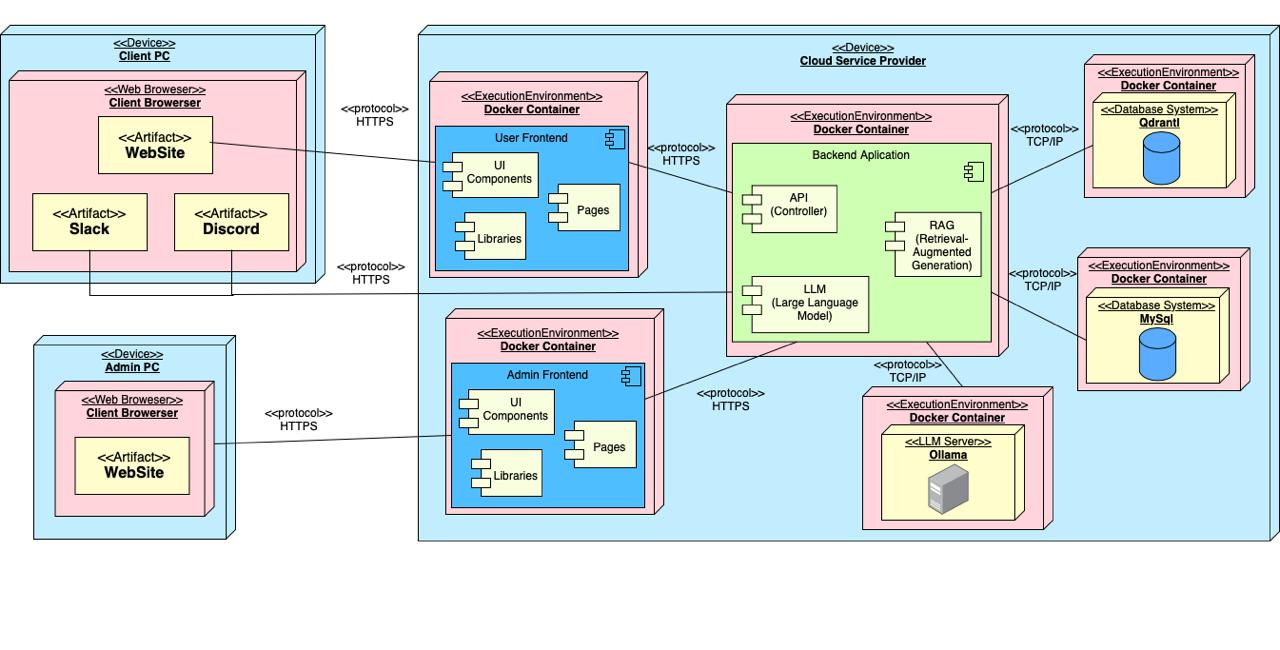 <<Device>>
Client PC
<<Web Broweser>>
Client Browerser
<<Artifact>>
WebSite
<<Artifact>>
Slack
<<Artifact>>
Discord
<<protocol>>
HTTPS
<<protocol>>
HTTPS
<<Device>>
Admin PC
<<Web Broweser>>
Client Browerser
<<Artifact>>
WebSite
<<protocol>>
HTTPS
<<Device>>
Cloud Service Provider
<<ExecutionEnvironment>>
Docker Container
User Frontend
UI
Components
Pages
Libraries
<<protocol>>
HTTPS
<<ExecutionEnvironment>>
Docker Container
Admin Frontend
UI
Components
Pages
Libraries
<<protocol>>
HTTPS
<<ExecutionEnvironment>>
Docker Container
Backend Aplication
API
(Controller)
RAG
(Retrieval-
Augmented
Generation)
LLM
(Large Language
Model)
<<protocol>>
TCP/IP
<<ExecutionEnvironment>>
Docker Container
<<Database System>>
Qdrantl
<<protocol>>
TCP/IP
<<ExecutionEnvironment>>
Docker Container
<<Database System>>
MySql
<<protocol>>
TCP/IP
<<ExecutionEnvironment>>
Docker Container
<<LLM Server>>
Ollama